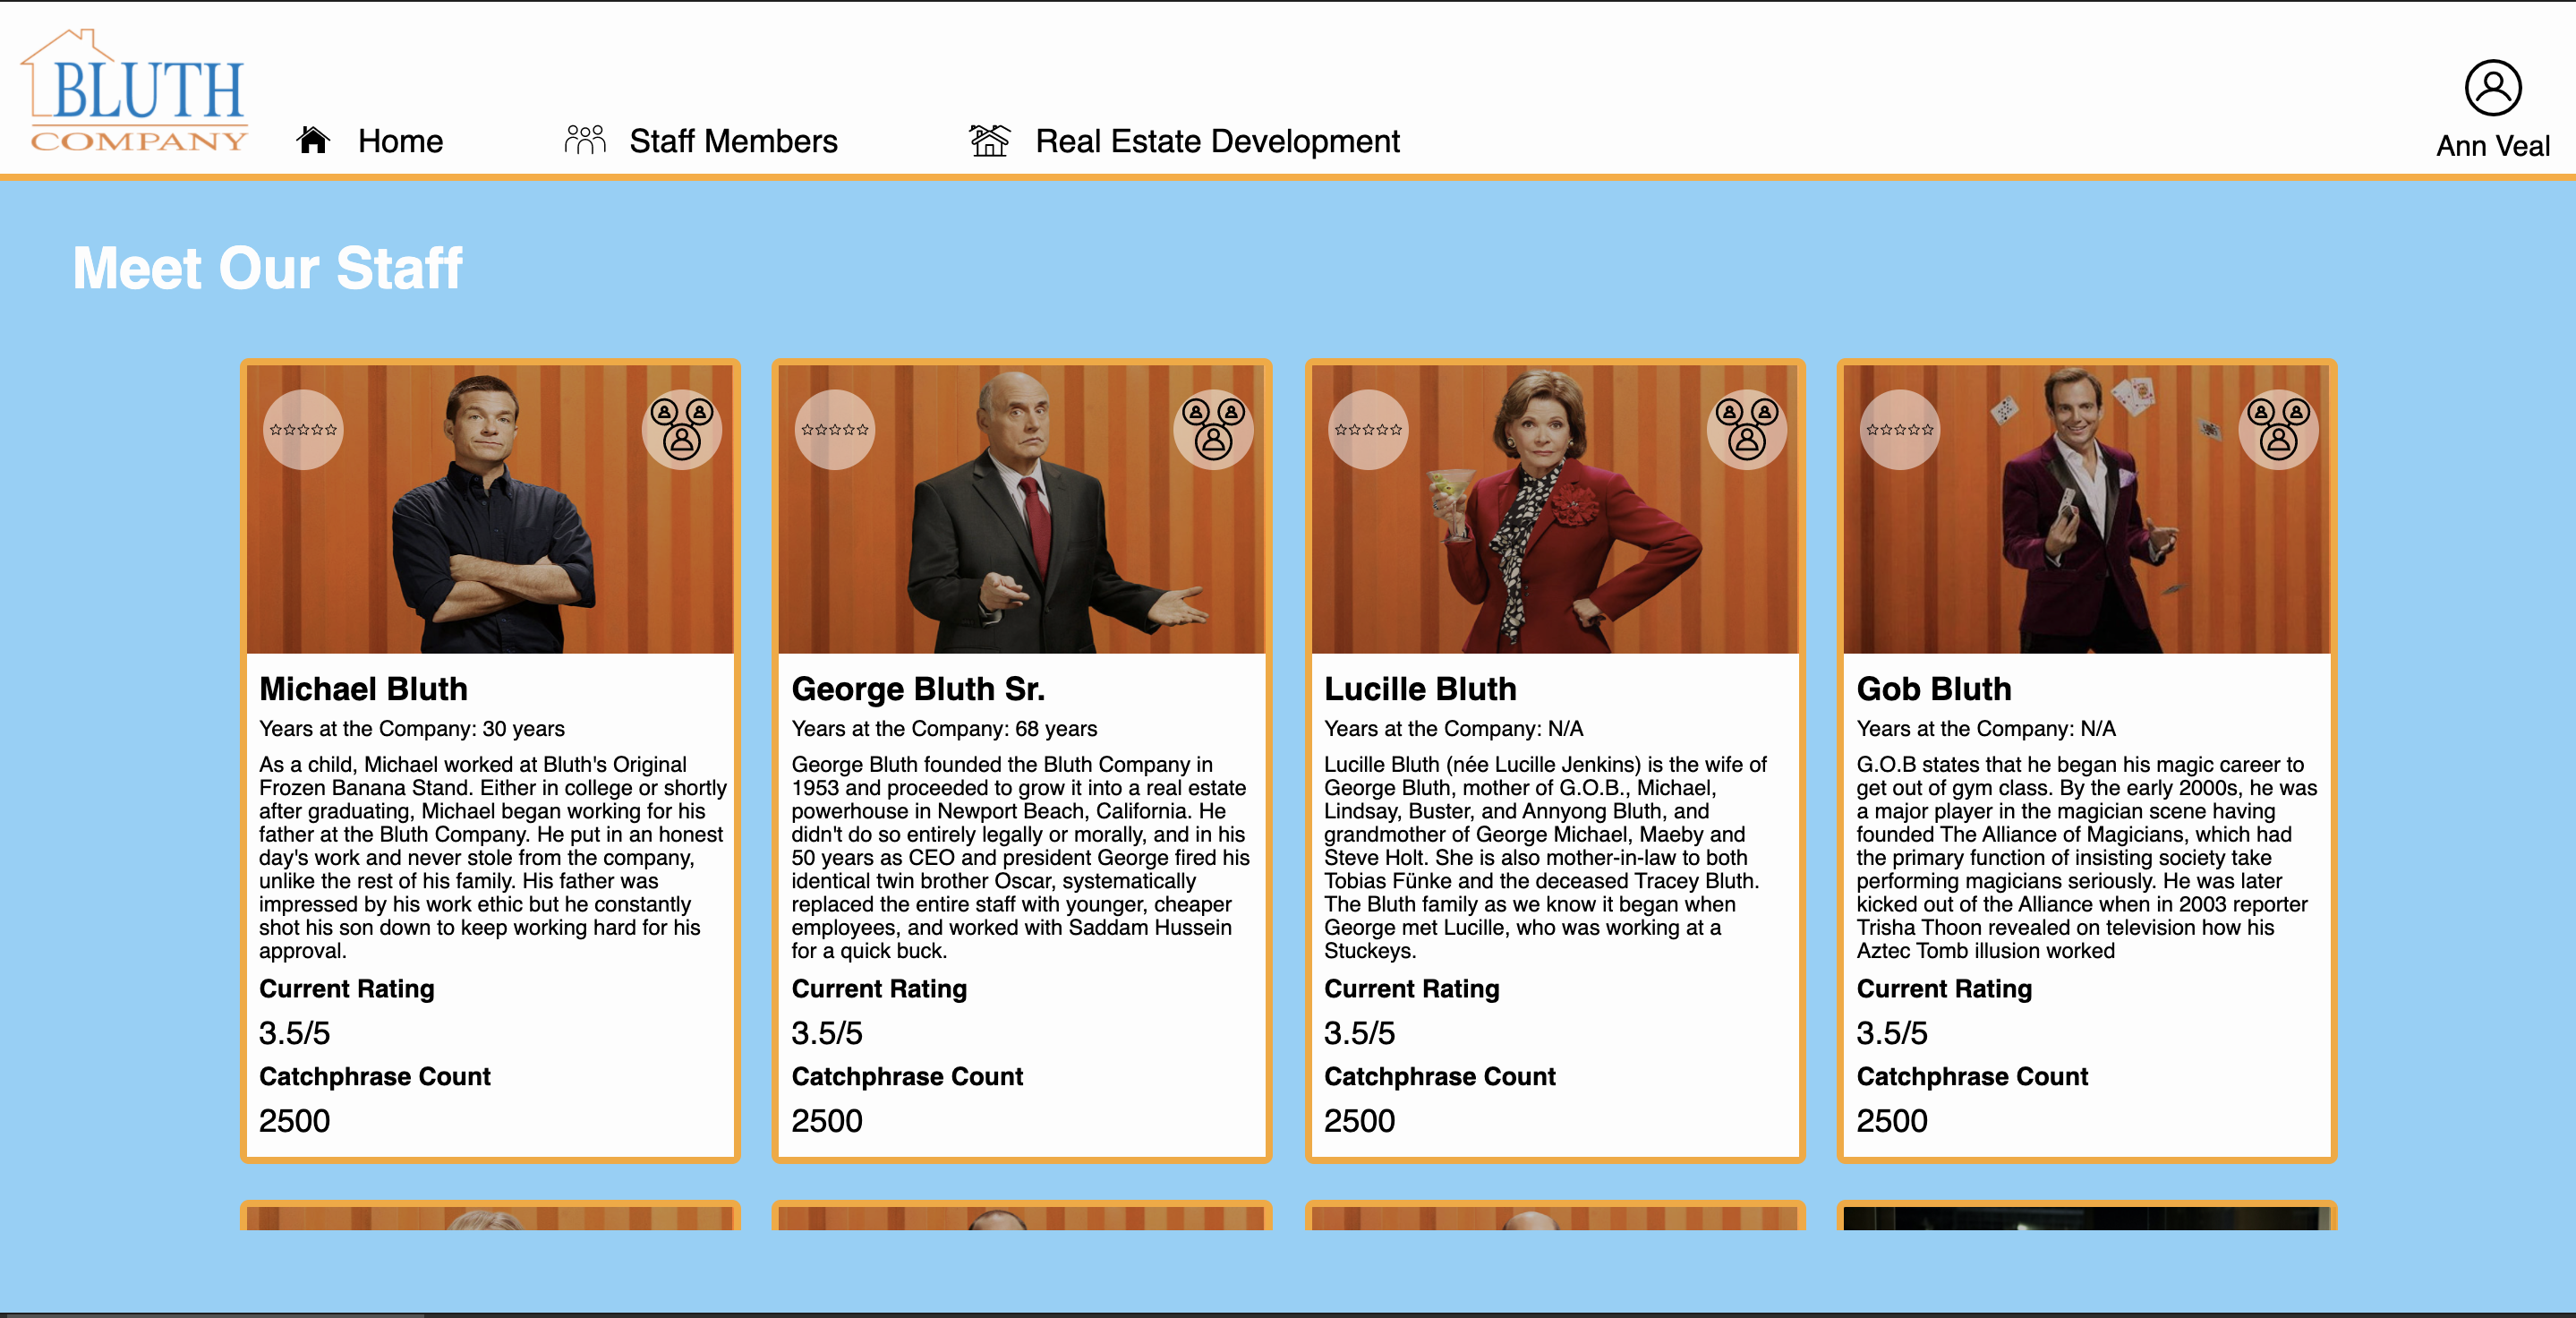 BLUTH
COMPANY
Home
Staff Members
Real Estate Development
Ann Veal
Meet Our Staff
Michael Bluth
Years at the Company: 30 years
As a child, Michael worked at Bluth's Original
Frozen Banana Stand. Either in college or shortly
after graduating, Michael began working for his
father at the Bluth Company. He put in an honest
day's work and never stole from the company,
unlike the rest of his family. His father was
impressed by his work ethic but he constantly
shot his son down to keep working hard for his
approval.
Current Rating
3.5/5
Catchphrase Count
2500
George Bluth Sr.
Years at the Company: 68 years
George Bluth founded the Bluth Company in
1953 and proceeded to grow it into a real estate
powerhouse in Newport Beach, California. He
didn't do so entirely legally or morally, and in his
50 years as CEO and president George fired his
identical twin brother Oscar, systematically
replaced the entire staff with younger, cheaper
employees, and worked with Saddam Hussein
for a quick buck.
Current Rating
3.5/5
Catchphrase Count
2500
Lucille Bluth
Years at the Company: N/A
Lucille Bluth (née Lucille Jenkins) is the wife of
George Bluth, mother of G.O.B., Michael,
Lindsay, Buster, and Annyong Bluth, and
grandmother of George Michael, Maeby and
Steve Holt. She is also mother-in-law to both
Tobias Fünke and the deceased Tracey Bluth.
The Bluth family as we know it began when
George met Lucille, who was working at a
Stuckeys.
Current Rating
3.5/5
Catchphrase Count
2500
Gob Bluth
Years at the Company: N/A
G.O.B states that he began his magic career to
get out of gym class. By the early 2000s, he was
a major player in the magician scene having
founded The Alliance of Magicians, which had
the primary function of insisting society take
performing magicians seriously. He was later
kicked out of the Alliance when in 2003 reporter
Trisha Thoon revealed on television how his
Aztec Tomb illusion worked
Current Rating
3.5/5
Catchphrase Count
2500